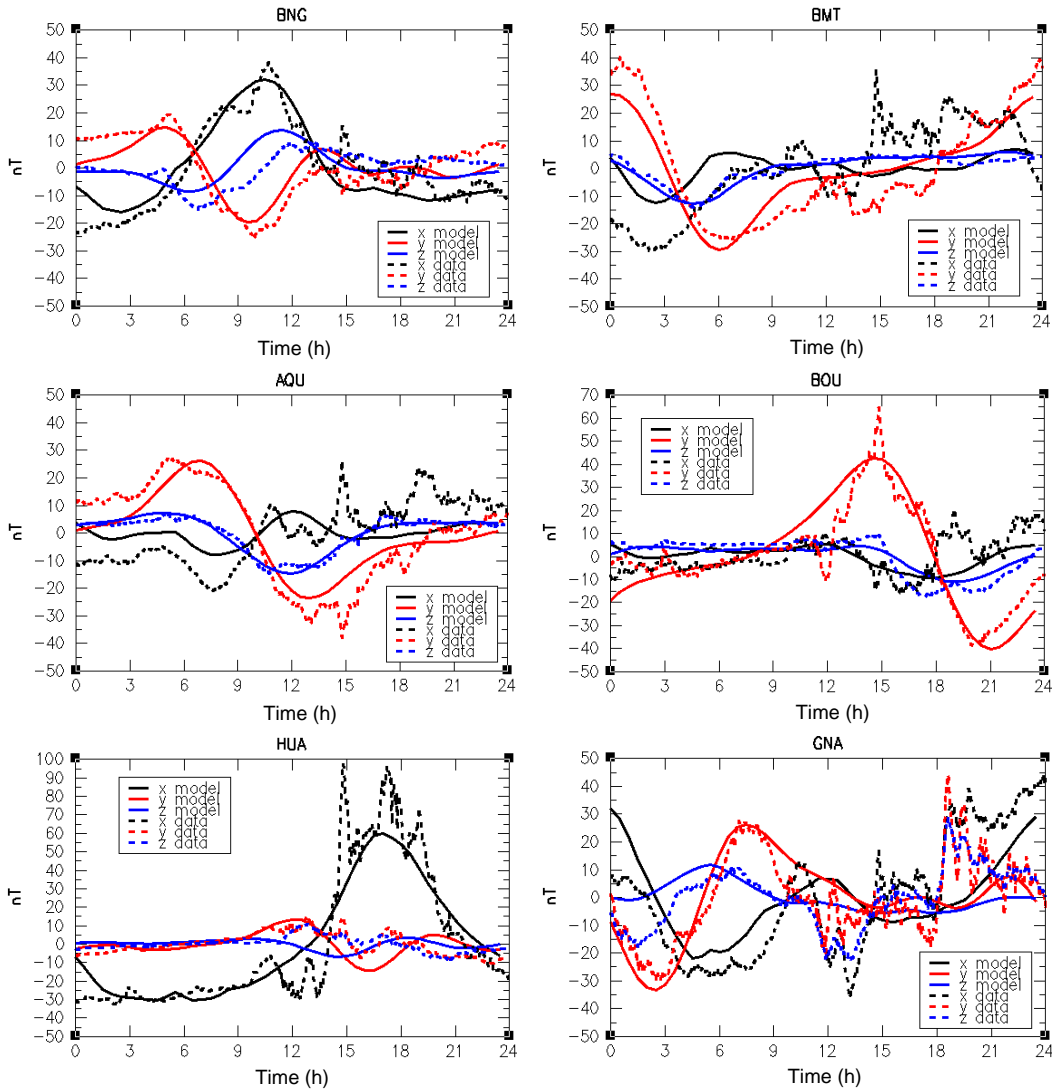 BNG
50
40
30
20
10
0
-10
-20
-30
-40
-50
nT
x model
y model
z model
x data
y data
z data
0 3 6 9 12 15 18 21 24
Time (h)
BMT
50
40
30
20
10
0
-10
-20
-30
-40
-50
nT
x model
y model
z model
x data
y data
z data
0 3 6 9 12 15 18 21 24
Time (h)
AQU
50
40
30
20
10
0
-10
-20
-30
-40
-50
nT
x model
y model
z model
x data
y data
z data
0 3 6 9 12 15 18 21 24
Time (h)
BOU
70
60
50
40
30
20
10
0
-10
-20
-30
-40
-50
nT
x model
y model
z model
x data
y data
z data
0 3 6 9 12 15 18 21 24
Time (h)
HUA
100
90
80
70
60
50
40
30
20
10
0
-10
-20
-30
-40
-50
nT
x model
y model
z model
x data
y data
z data
0 3 6 9 12 15 18 21 24
Time (h)
GNA
50
40
30
20
10
0
-10
-20
-30
-40
-50
nT
x model
y model
z model
x data
y data
z data
0 3 6 9 12 15 18 21 24
Time (h)